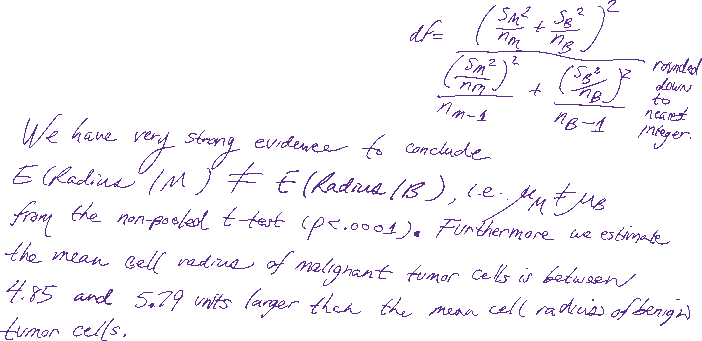 df = (S_M²/n_m + S_B²/n_B)² / ((S_m²/n_m)²/(n_m-1) + (S_B²/n_B)²/(n_B-1)) rounded down to nearest integer.
We have very strong evidence to conclude
E(Radius|M) ≠ E(Radius|B), i.e. μ_M ≠ μ_B
from the non-pooled t-test (p<.0001). Furthermore we estimate
the mean cell radius of malignant tumor cells is between
4.85 and 5.79 units larger than the mean cell radius of benign
tumor cells.